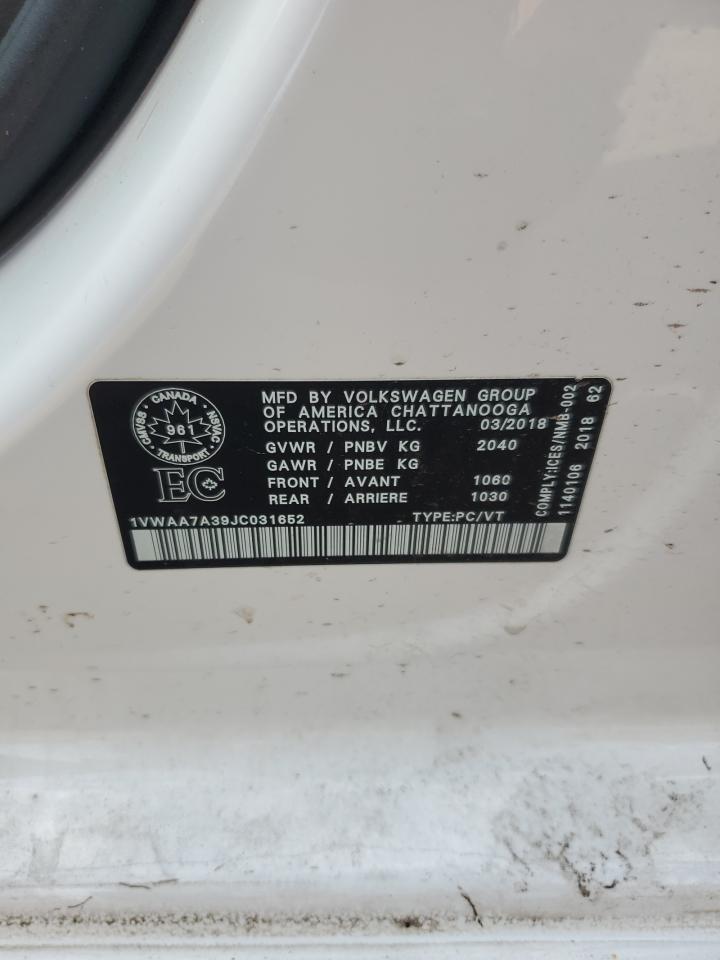 CANADA
CMVSS · NSVAC
961
TRANSPORT
EC
MFD BY VOLKSWAGEN GROUP
OF AMERICA CHATTANOOGA
OPERATIONS, LLC. 03/2018
GVWR / PNBV KG 2040
GAWR / PNBE KG
FRONT / AVANT 1060
REAR / ARRIERE 1030
1VWAA7A39JC031652 TYPE:PC/VT
COMPLY:ICES/NMB-002
1140106 2018 62